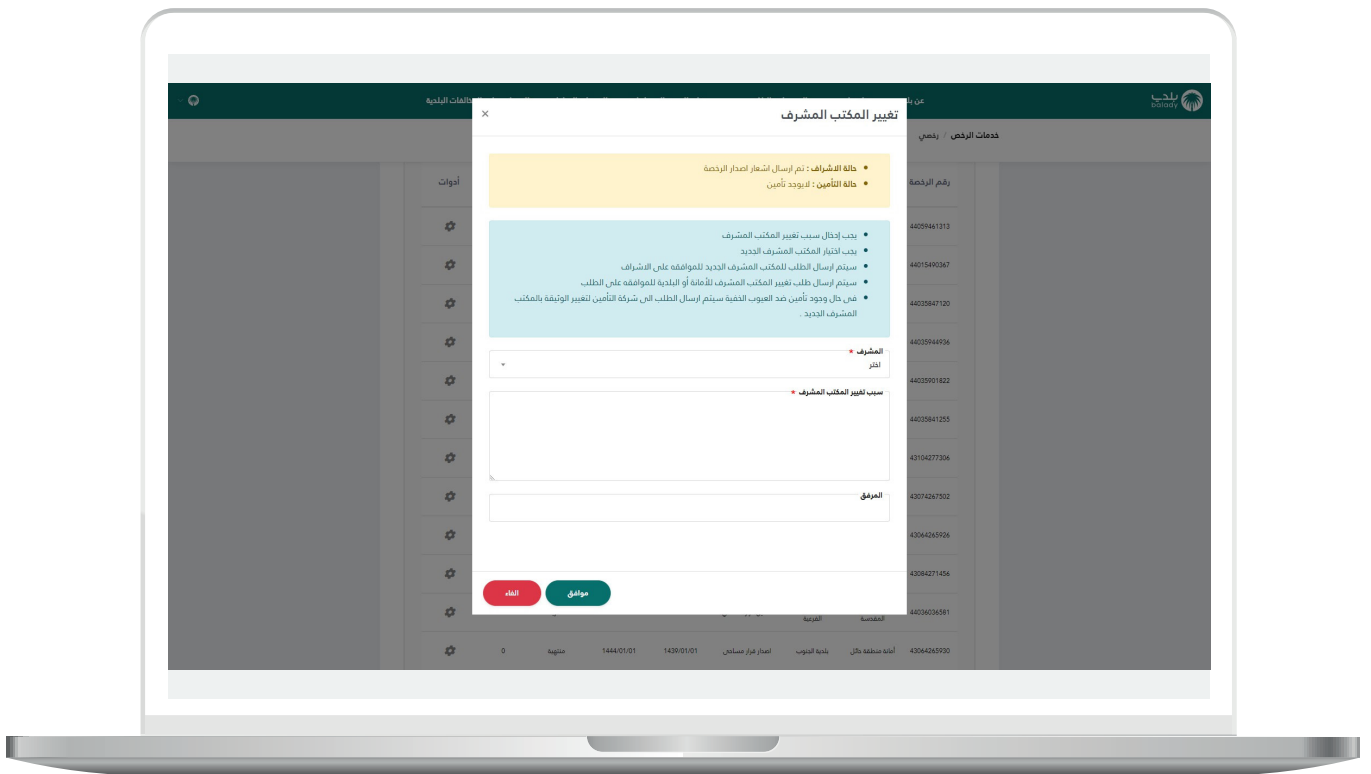 بلدي
balady
عن
خدمات الرخص / رخصي
تغيير المكتب المشرف
×
حالة الاشراف : تم ارسال اشعار اصدار الرخصة
حالة التأمين : لايوجد تأمين
يجب إدخال سبب تغيير المكتب المشرف
يجب اختيار المكتب المشرف الجديد
سيتم ارسال الطلب للمكتب المشرف الجديد للموافقه على الاشراف
سيتم ارسال طلب تغيير المكتب المشرف للأمانة أو البلدية للموافقه على الطلب
في حال وجود تأمين ضد العيوب الخفية سيتم ارسال الطلب الى شركة التأمين لتغيير الوثيقة بالمكتب
المشرف الجديد .
المشرف *
اختر
سبب تغيير المكتب المشرف *
المرفق
موافق
الغاء
رقم الرخصة أدوات
44059461313
44015490367
44035847120
44035944936
44035901822
44035841255
43104277306
43074267502
43064265926
43084271456
44036036581
المقدسة الفرعية
43064265930 أمانة منطقة حائل بلدية الجنوب اصدار قرار مساحي 1439/01/01 1444/01/01 منتهية 0